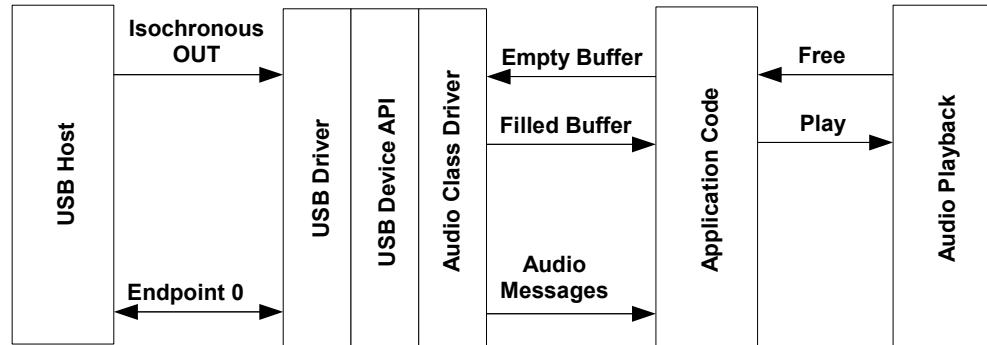 USB Host
Isochronous
OUT
Endpoint 0
USB Driver
USB Device API
Audio Class Driver
Empty Buffer
Filled Buffer
Audio
Messages
Application Code
Free
Play
Audio Playback